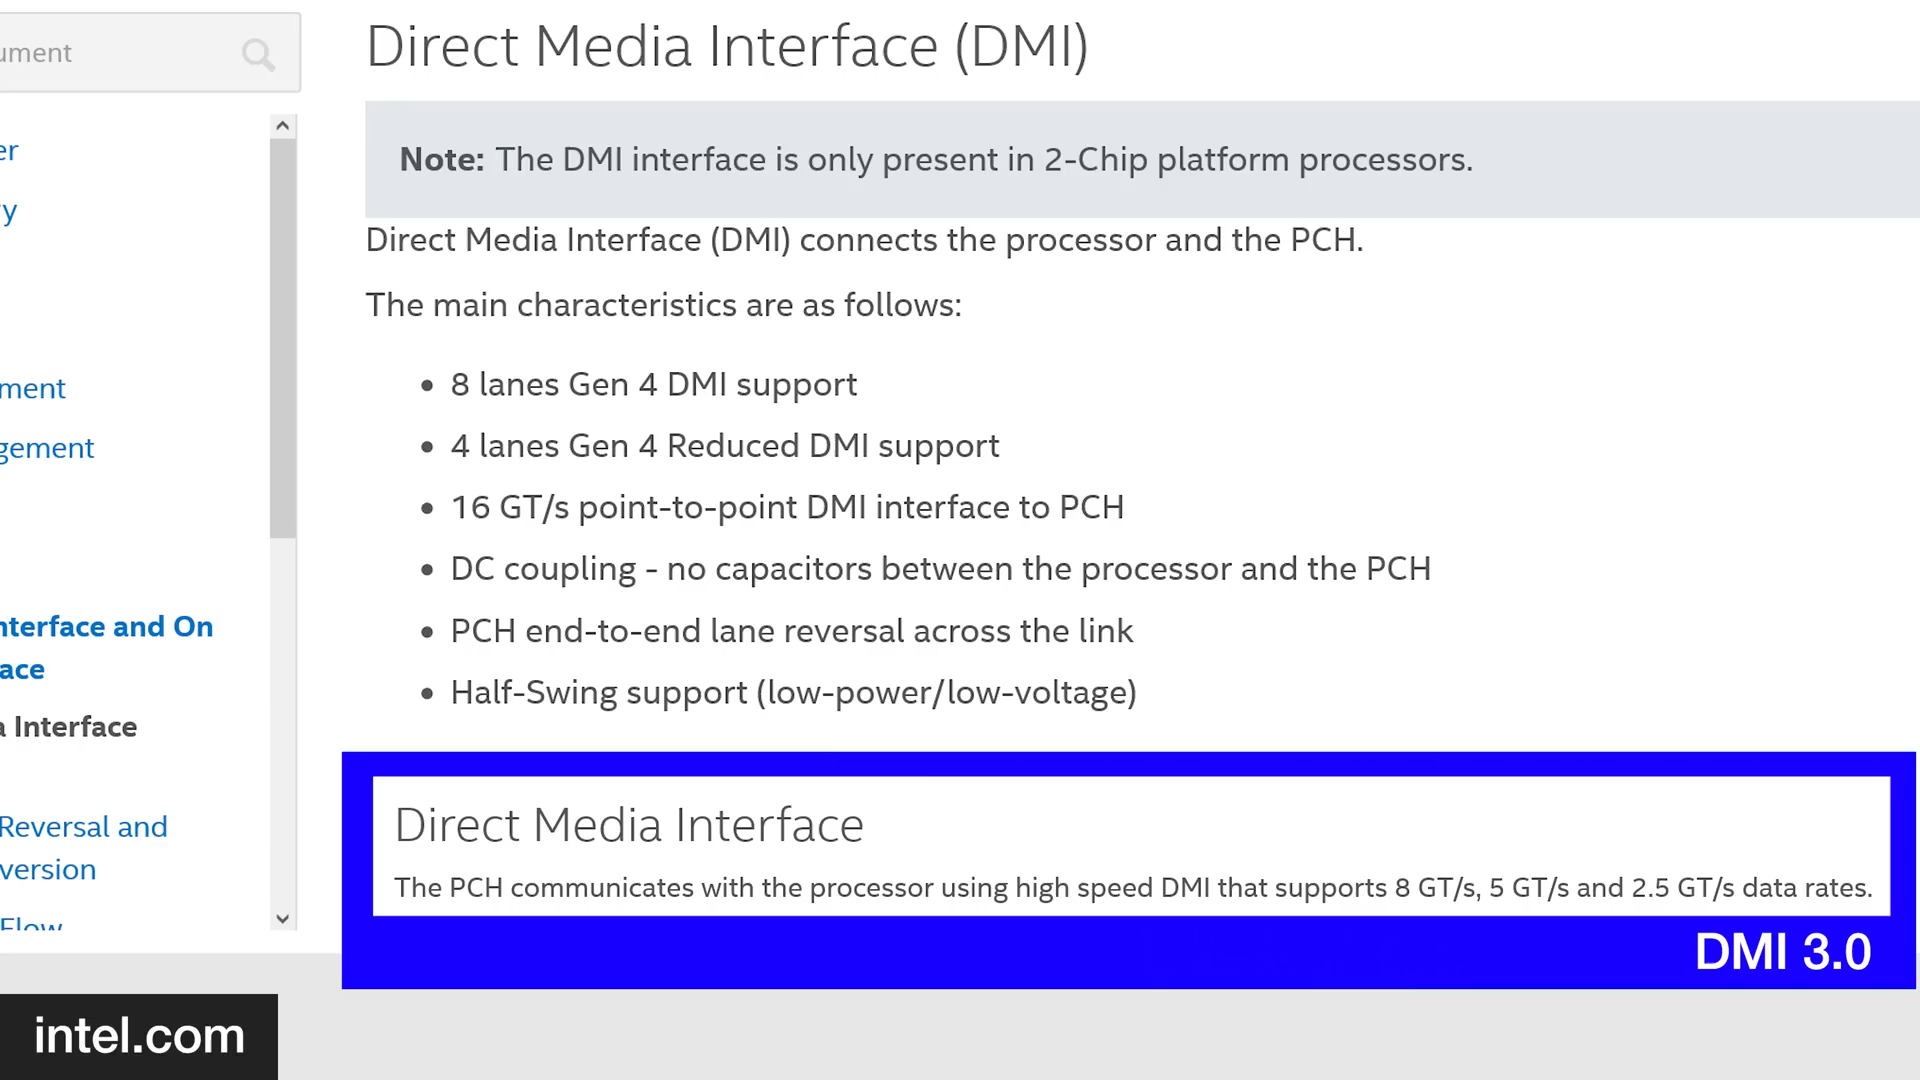 ument
Direct Media Interface (DMI)
Note: The DMI interface is only present in 2-Chip platform processors.
er
y
Direct Media Interface (DMI) connects the processor and the PCH.
The main characteristics are as follows:
ment
gement
• 8 lanes Gen 4 DMI support
• 4 lanes Gen 4 Reduced DMI support
• 16 GT/s point-to-point DMI interface to PCH
• DC coupling - no capacitors between the processor and the PCH
• PCH end-to-end lane reversal across the link
• Half-Swing support (low-power/low-voltage)
nterface and On
ace
a Interface
Reversal and
version
Flow
Direct Media Interface
The PCH communicates with the processor using high speed DMI that supports 8 GT/s, 5 GT/s and 2.5 GT/s data rates.
DMI 3.0
intel.com